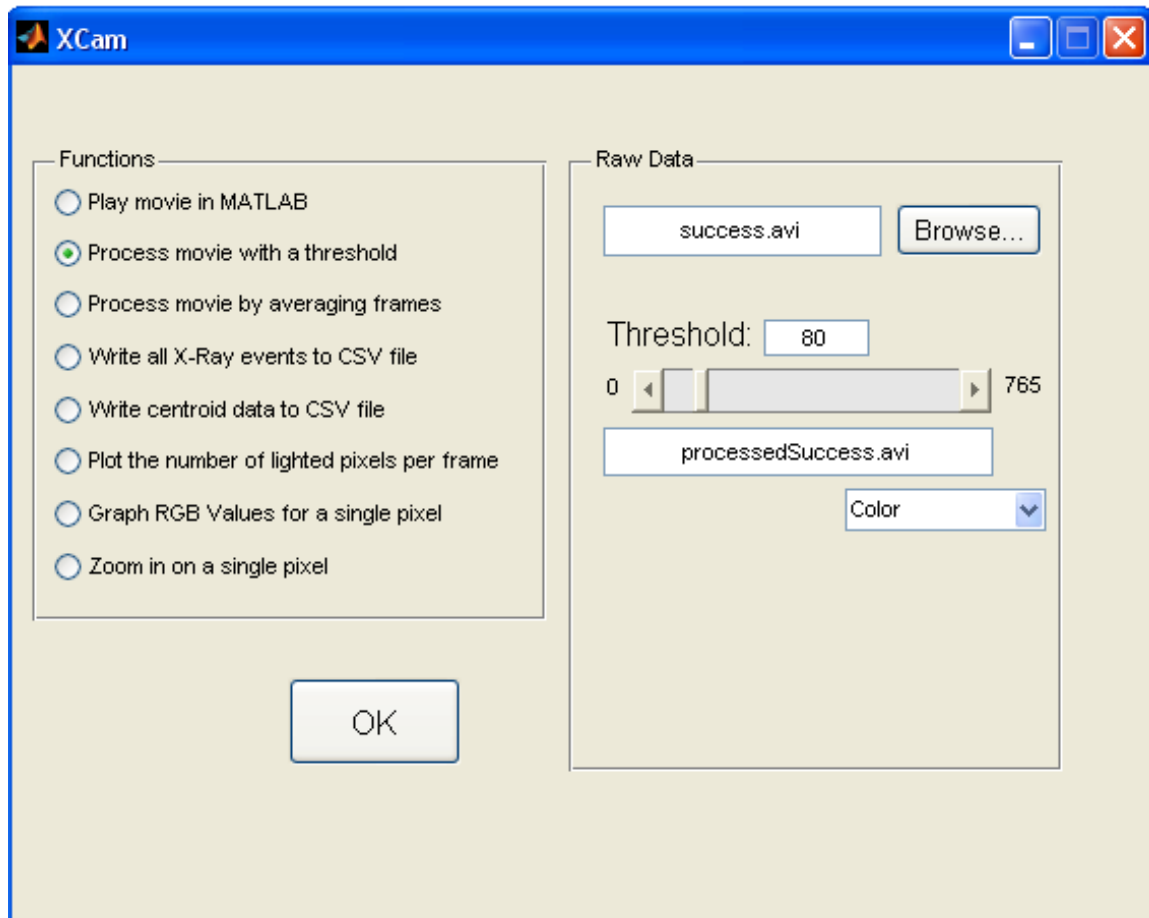 XCam
Functions
Play movie in MATLAB
Process movie with a threshold
Process movie by averaging frames
Write all X-Ray events to CSV file
Write centroid data to CSV file
Plot the number of lighted pixels per frame
Graph RGB Values for a single pixel
Zoom in on a single pixel
OK
Raw Data
success.avi
Browse...
Threshold: 80
0 765
processedSuccess.avi
Color